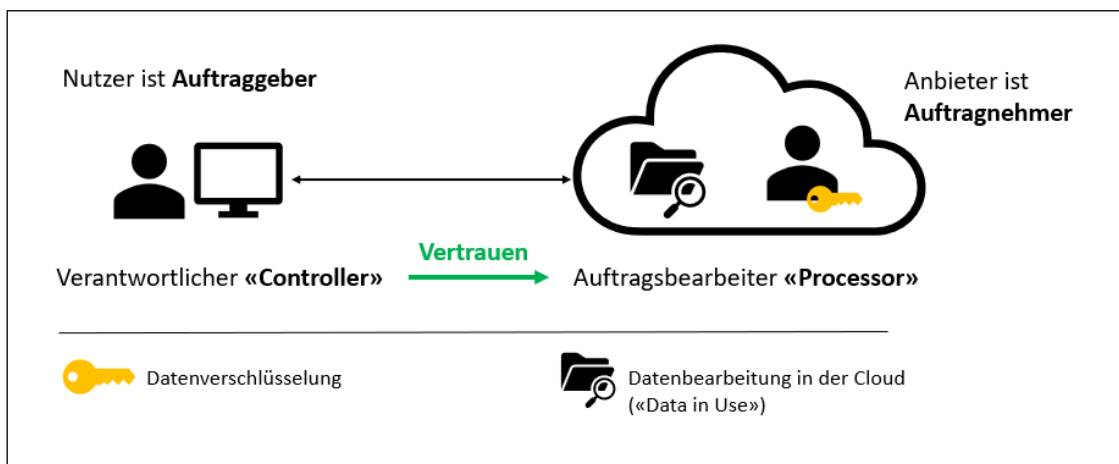 Nutzer ist Auftraggeber
Anbieter ist
Auftragnehmer
Vertrauen
Verantwortlicher «Controller»
Auftragsbearbeiter «Processor»
Datenverschlüsselung
Datenbearbeitung in der Cloud
(«Data in Use»)